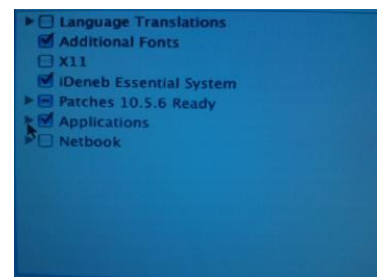 Language Translations
Additional Fonts
X11
iDeneb Essential System
Patches 10.5.6 Ready
Applications
Netbook